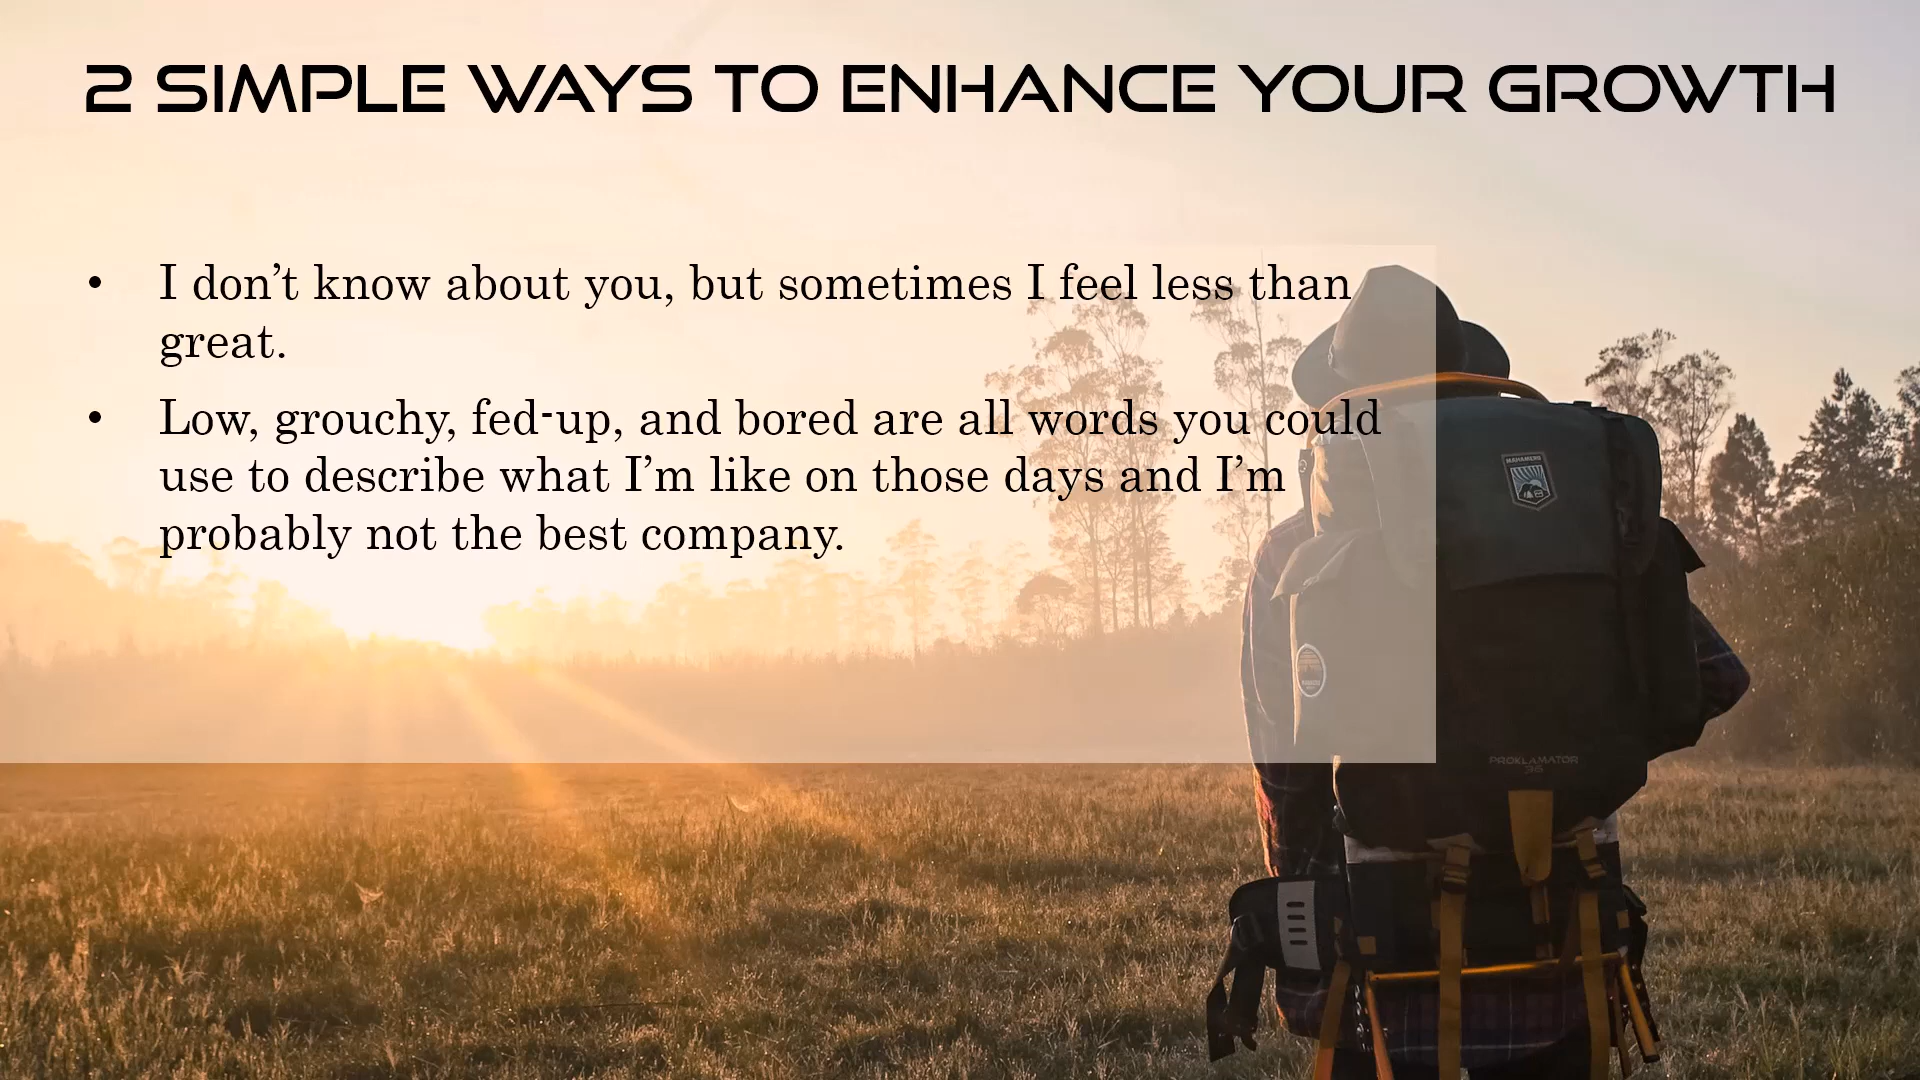 2 SIMPLE WAYS TO ENHANCE YOUR GROWTH
• I don’t know about you, but sometimes I feel less than
great.
• Low, grouchy, fed-up, and bored are all words you could
use to describe what I’m like on those days and I’m
probably not the best company.
MAHAMERU
PROKLAMATOR